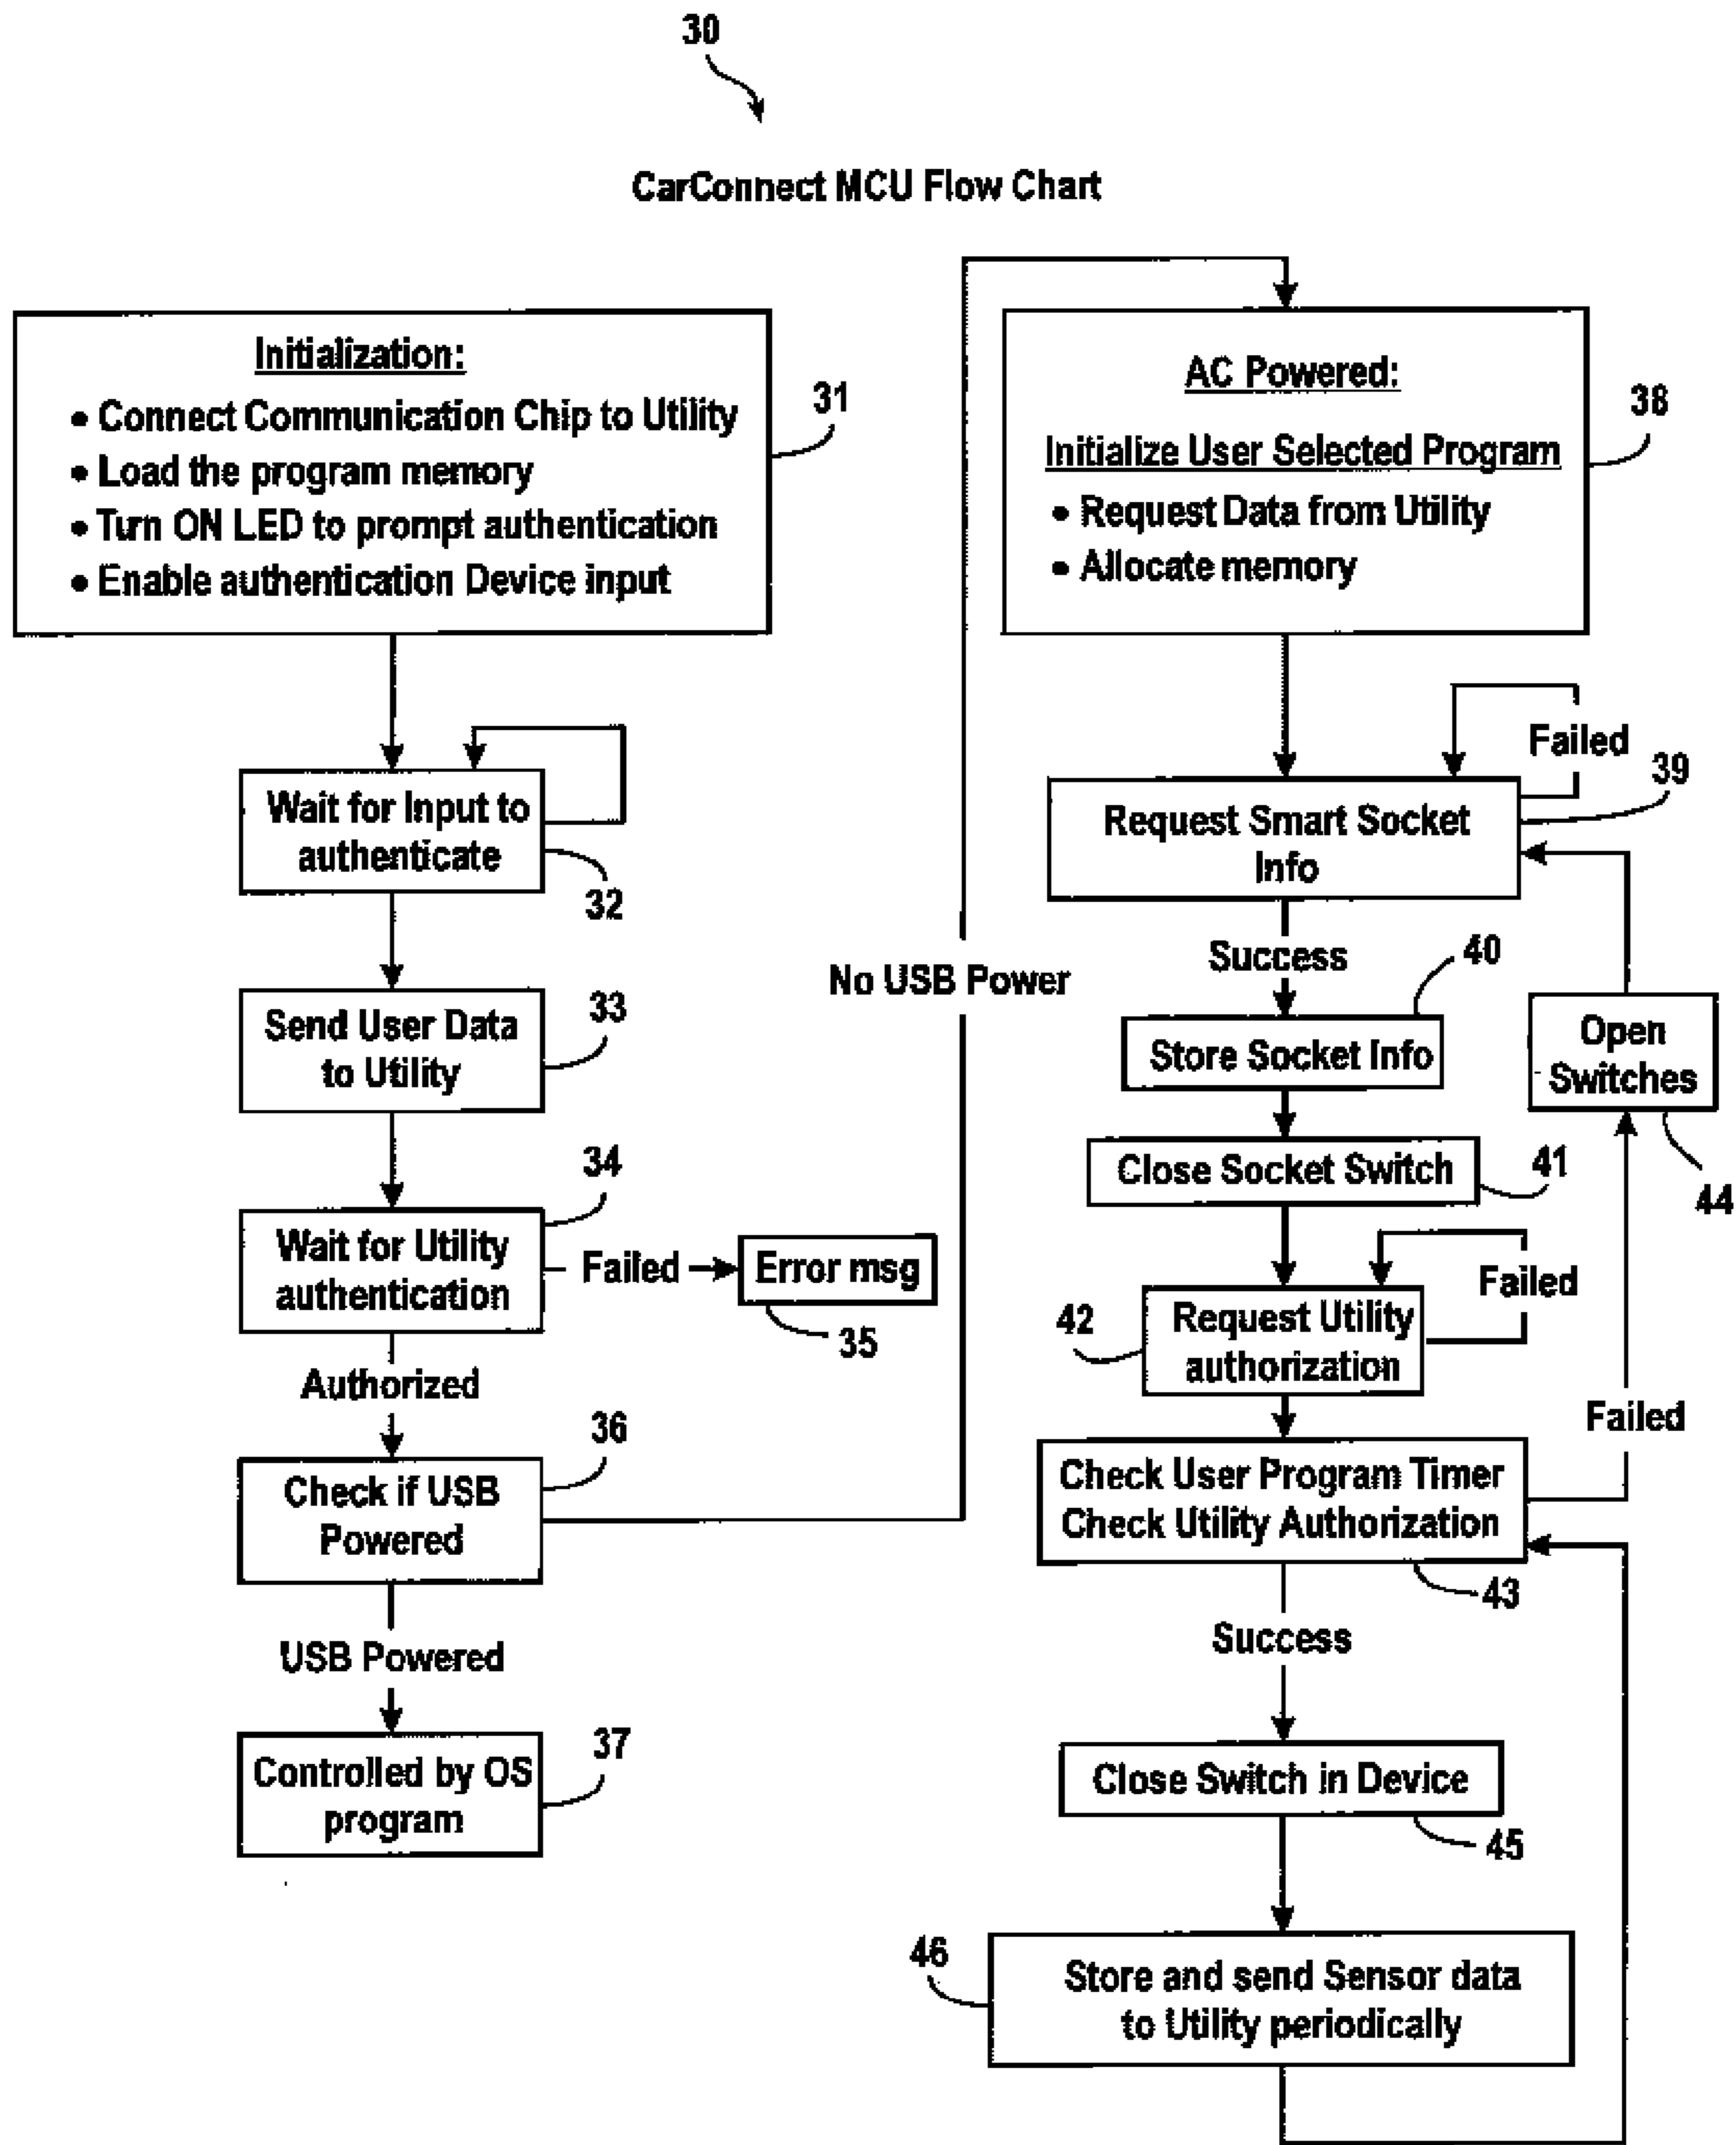 30
CarConnect MCU Flow Chart
Initialization:
• Connect Communication Chip to Utility
• Load the program memory
• Turn ON LED to prompt authentication
• Enable authentication Device input
31
Wait for Input to
authenticate
32
Send User Data
to Utility
33
Wait for Utility
authentication
34
Failed
Error msg
35
Authorized
Check if USB
Powered
36
No USB Power
USB Powered
Controlled by OS
program
37
AC Powered:
Initialize User Selected Program
• Request Data from Utility
• Allocate memory
38
Failed
Request Smart Socket
Info
39
Success
40
Store Socket Info
Open
Switches
44
Close Socket Switch
41
Failed
42
Request Utility
authorization
Failed
Check User Program Timer
Check Utility Authorization
43
Success
Close Switch in Device
45
46
Store and send Sensor data
to Utility periodically